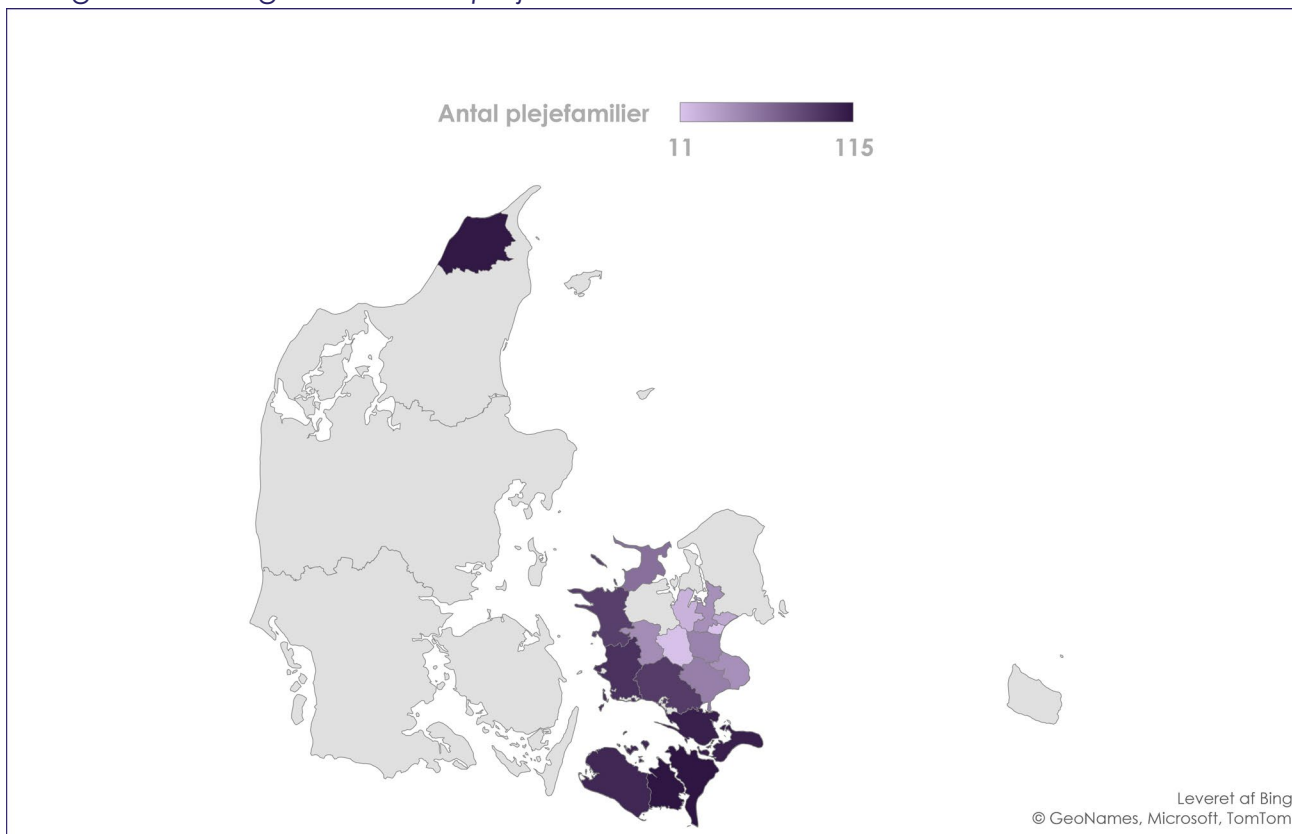 Antal plejefamilier
11
115
Leveret af Bing
© GeoNames, Microsoft, TomTom